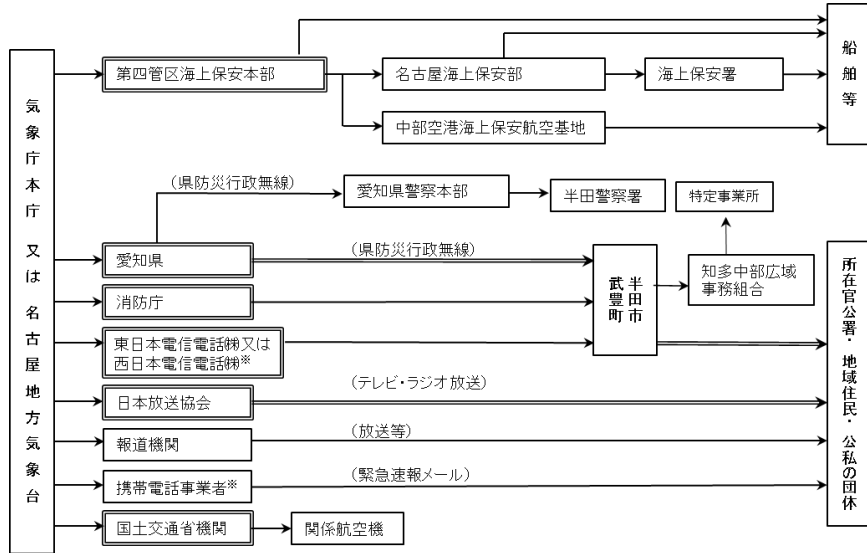 気象庁本庁 又は 名古屋地方気象台
第四管区海上保安本部
名古屋海上保安部
海上保安署
船舶等
中部空港海上保安航空基地
(県防災行政無線)
愛知県警察本部
半田警察署
特定事業所
愛知県
(県防災行政無線)
半田市
武豊町
知多中部広域
事務組合
消防庁
東日本電信電話㈱又は
西日本電信電話㈱※
所在官公署・地域住民・公私の団体
日本放送協会
(テレビ・ラジオ放送)
報道機関
(放送等)
携帯電話事業者※
(緊急速報メール)
国土交通省機関
関係航空機